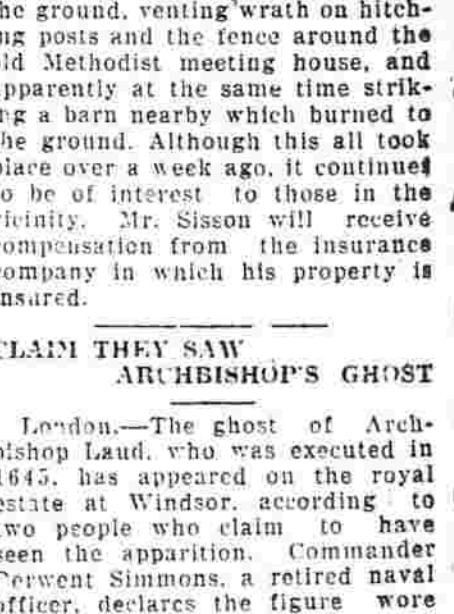 the ground, venting wrath on hitch-
ing posts and the fence around the
old Methodist meeting house, and
apparently at the same time strik-
ing a barn nearby which burned to
the ground. Although this all took
place over a week ago, it continues
to be of interest to those in the
vicinity. Mr. Sisson will receive
compensation from the insurance
company in which his property is
insured.
CLAIM THEY SAW
ARCHBISHOP'S GHOST
London.—The ghost of Arch-
bishop Laud, who was executed in
1645, has appeared on the royal
estate at Windsor, according to
two people who claim to have
seen the apparition. Commander
Derwent Simmons, a retired naval
officer, declares the figure wore